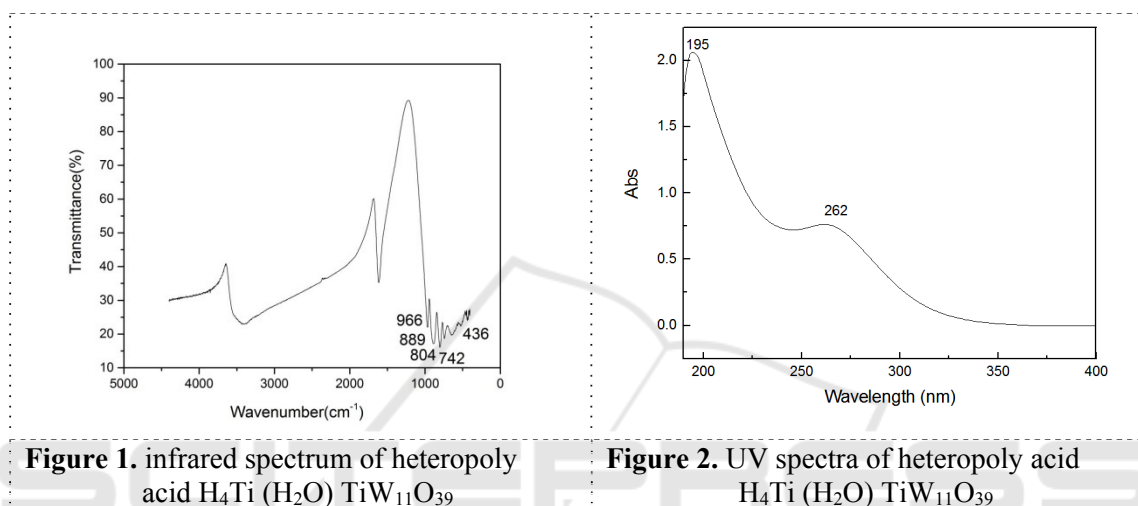 100
90
80
70
60
50
40
30
20
10
Transmittance(%)
966
889
804 742
436
5000 4000 3000 2000 1000 0
Wavenumber(cm⁻¹)
Figure 1. infrared spectrum of heteropoly
acid H₄Ti (H₂O) TiW₁₁O₃₉
195
262
2.0
1.5
1.0
0.5
0.0
Abs
200 250 300 350 400
Wavelength (nm)
Figure 2. UV spectra of heteropoly acid
H₄Ti (H₂O) TiW₁₁O₃₉